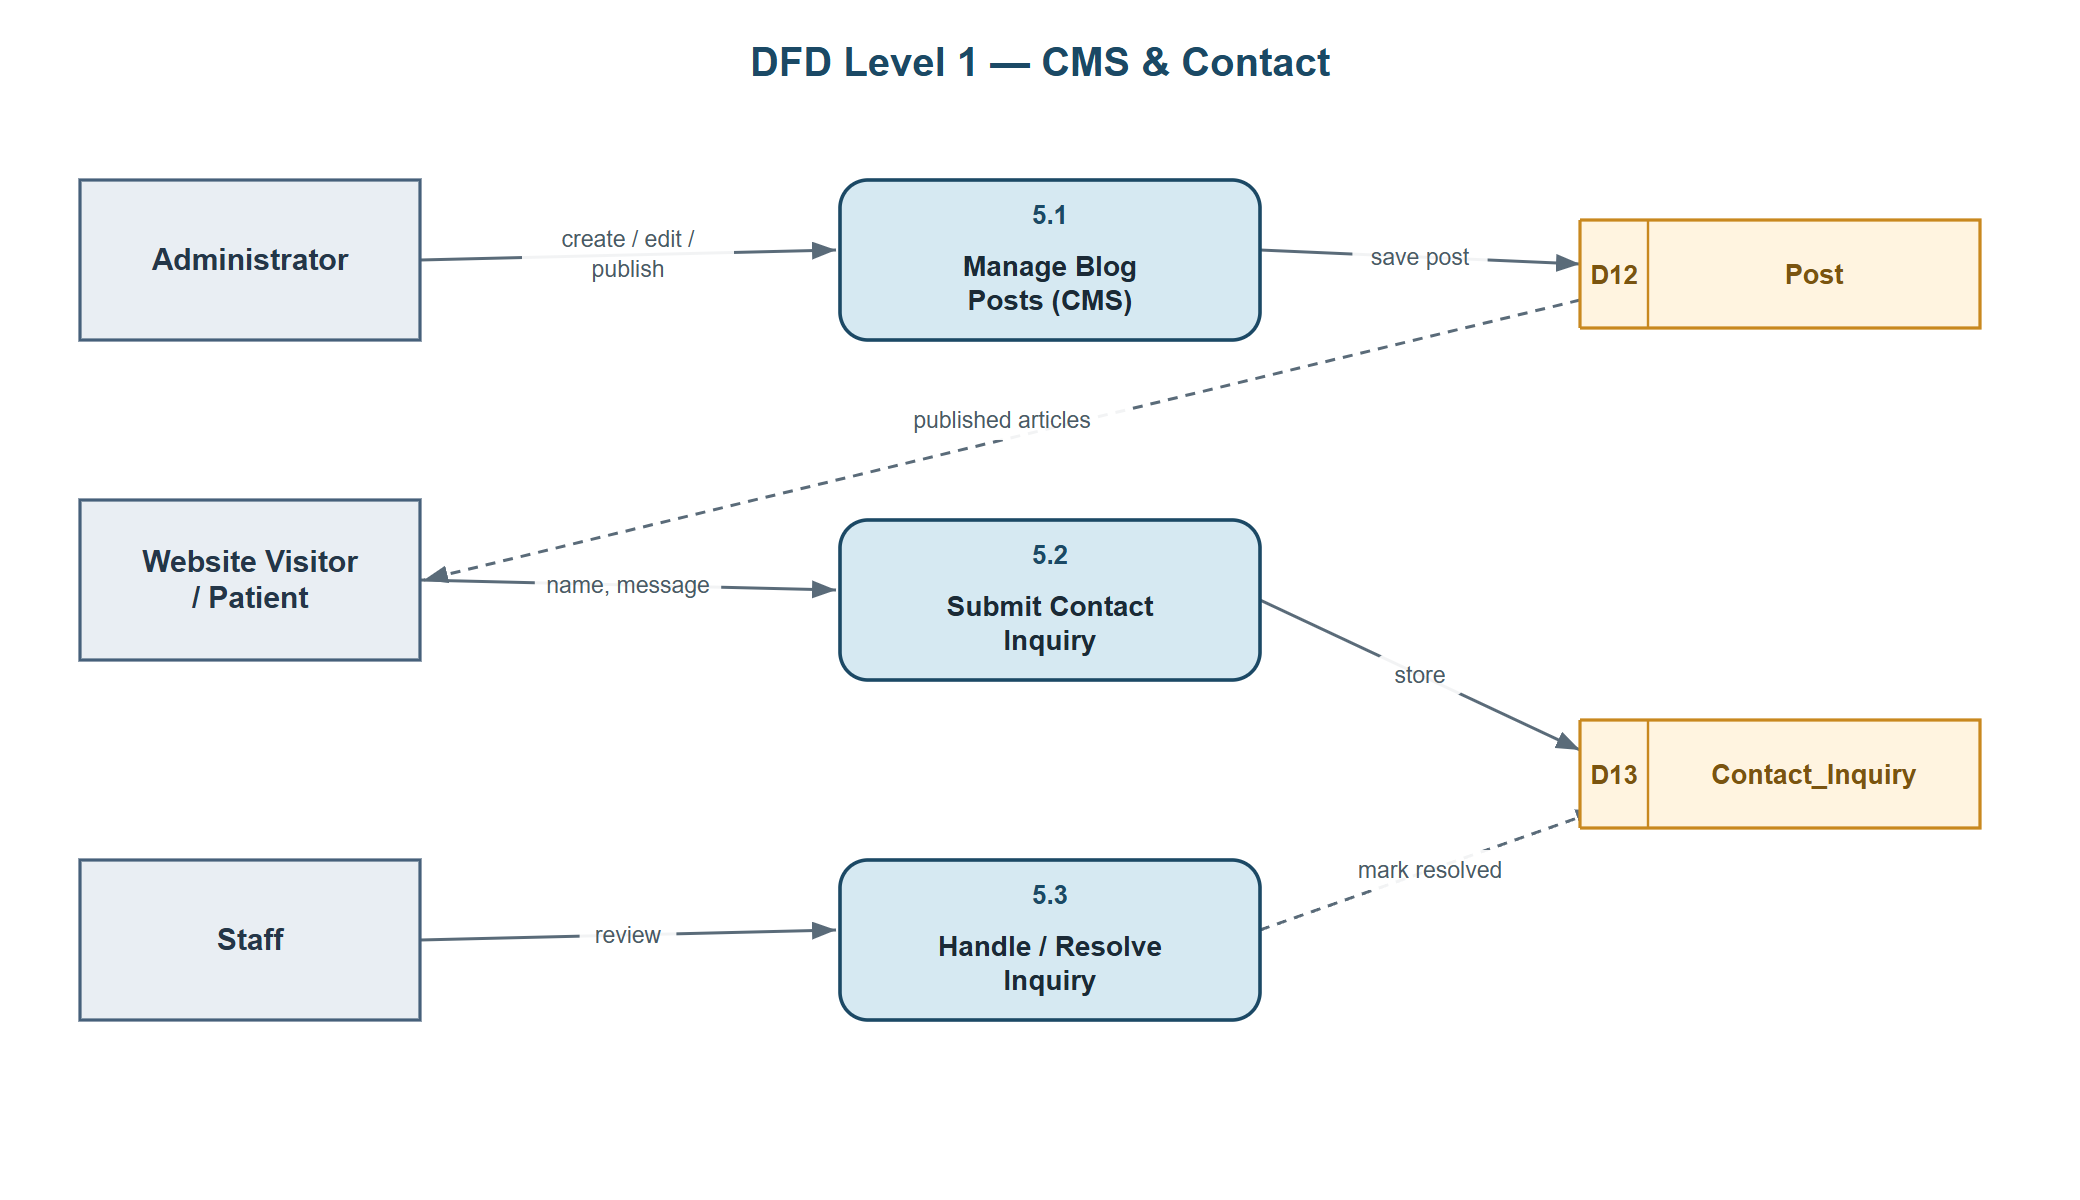 DFD Level 1 — CMS & Contact
Administrator
create / edit /
publish
5.1
Manage Blog
Posts (CMS)
save post
D12
Post
published articles
Website Visitor
/ Patient
name, message
5.2
Submit Contact
Inquiry
store
D13
Contact_Inquiry
mark resolved
Staff
review
5.3
Handle / Resolve
Inquiry